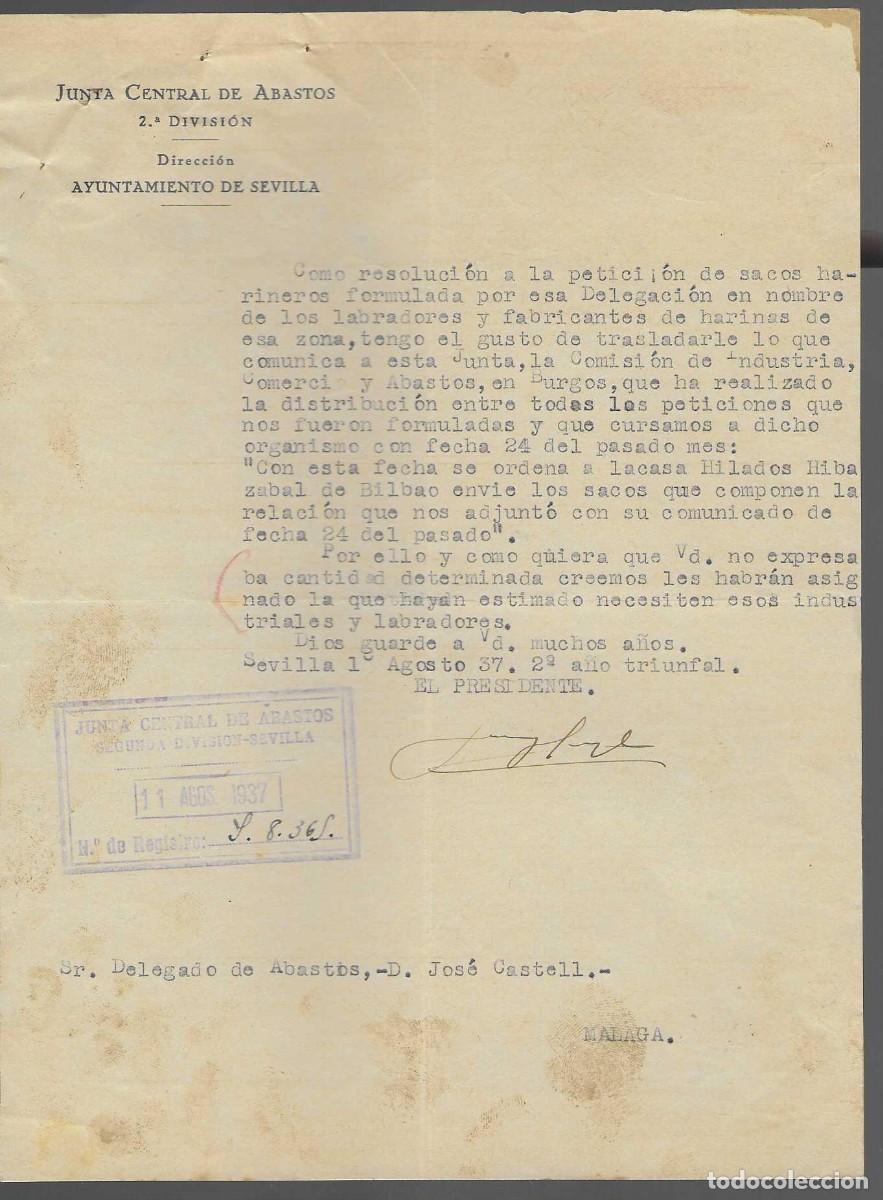 JUNTA CENTRAL DE ABASTOS
2.ª DIVISIÓN
Dirección
AYUNTAMIENTO DE SEVILLA
Como resolución a la petici¡ón de sacos ha-
rineros formulada por esa Delegación en nombre
de los labradores y fabricantes de harinas de
esa zona,tengo el gusto de trasladarle lo que
comunica a esta Junta,la Comisión de Industria,
Comercio y Abastos,en Burgos,que ha realizado
la distribución entre todas las peticiones que
nos fueron formuladas y que cursamos a dicho
organismo con fecha 24 del pasado mes:
"Con esta fecha se ordena a lacasa Hilados Hiba
zabal de Bilbao envie los sacos que componen la
relación que nos adjuntó con su comunicado de
fecha 24 del pasado".
Por ello y como quiera que Vd. no expresa
ba cantidad determinada creemos les habrán asig
nado la que hayan estimado necesiten esos indus
triales y labradores.
Dios guarde a Vd. muchos años.
Sevilla 1º Agosto 37. 2º año triunfal.
EL PRESIDENTE.
JUNTA CENTRAL DE ABASTOS
SEGUNDA DIVISION-SEVILLA
11 AGOS. 1937
N.º de Registro: S. 8.365.
Sr. Delegado de Abastos,-D. José Castell.-
MALAGA.
todocoleccion